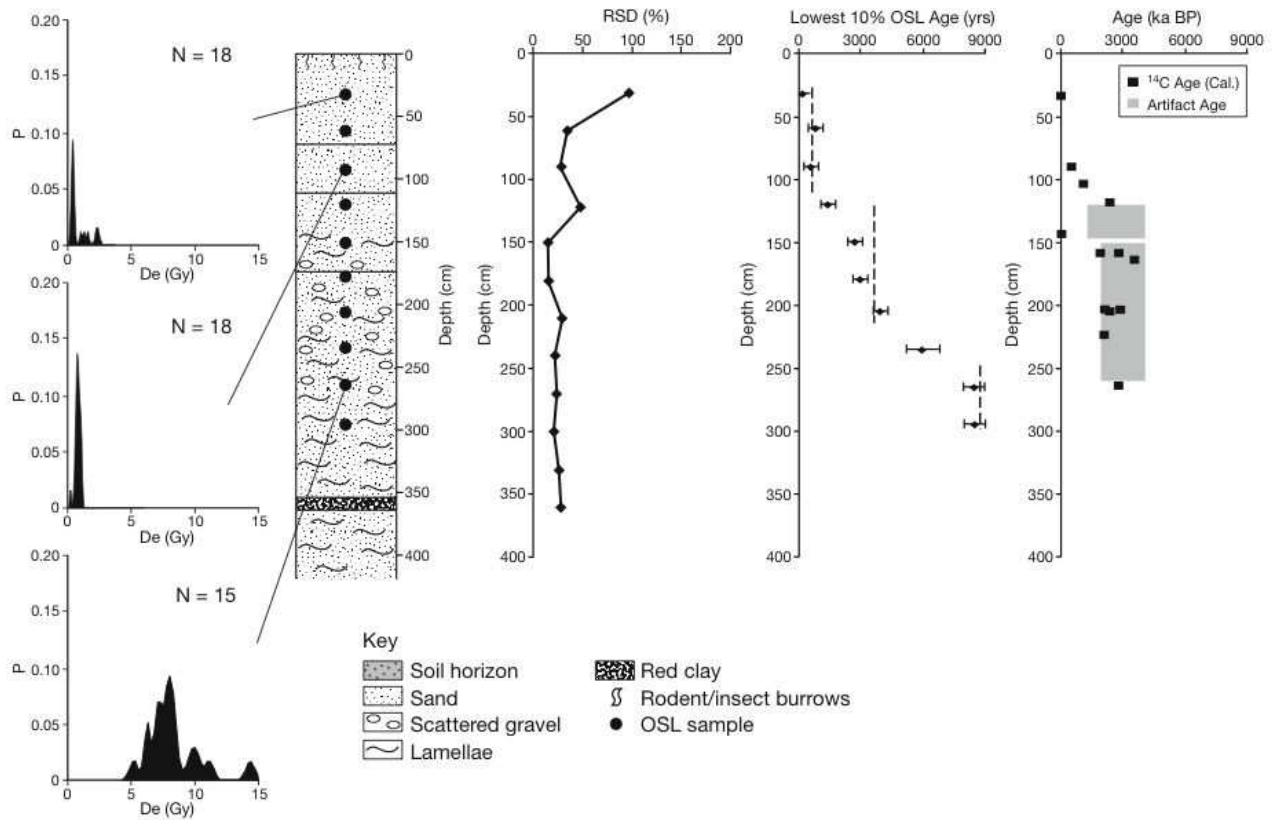 0.20
0.15
0.10
0.05
0
P
N = 18
0
5
10
15
De (Gy)
0.20
0.15
0.10
0.05
0
P
N = 18
0
5
10
15
De (Gy)
0.20
0.15
0.10
0.05
0
P
N = 15
0
5
10
15
De (Gy)
0
50
100
150
200
250
300
350
400
Depth (cm)
RSD (%)
0
100
200
0
50
100
150
200
250
300
350
400
Depth (cm)
Lowest 10% OSL Age (yrs)
0
3000
6000
9000
0
50
100
150
200
250
300
350
400
Depth (cm)
Age (ka BP)
0
3000
6000
9000
0
50
100
150
200
250
300
350
400
Depth (cm)
¹⁴C Age (Cal.)
Artifact Age
Key
Soil horizon
Sand
Scattered gravel
Lamellae
Red clay
Rodent/insect burrows
OSL sample